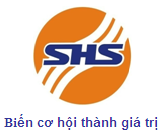 SHS
Biến cơ hội thành giá trị